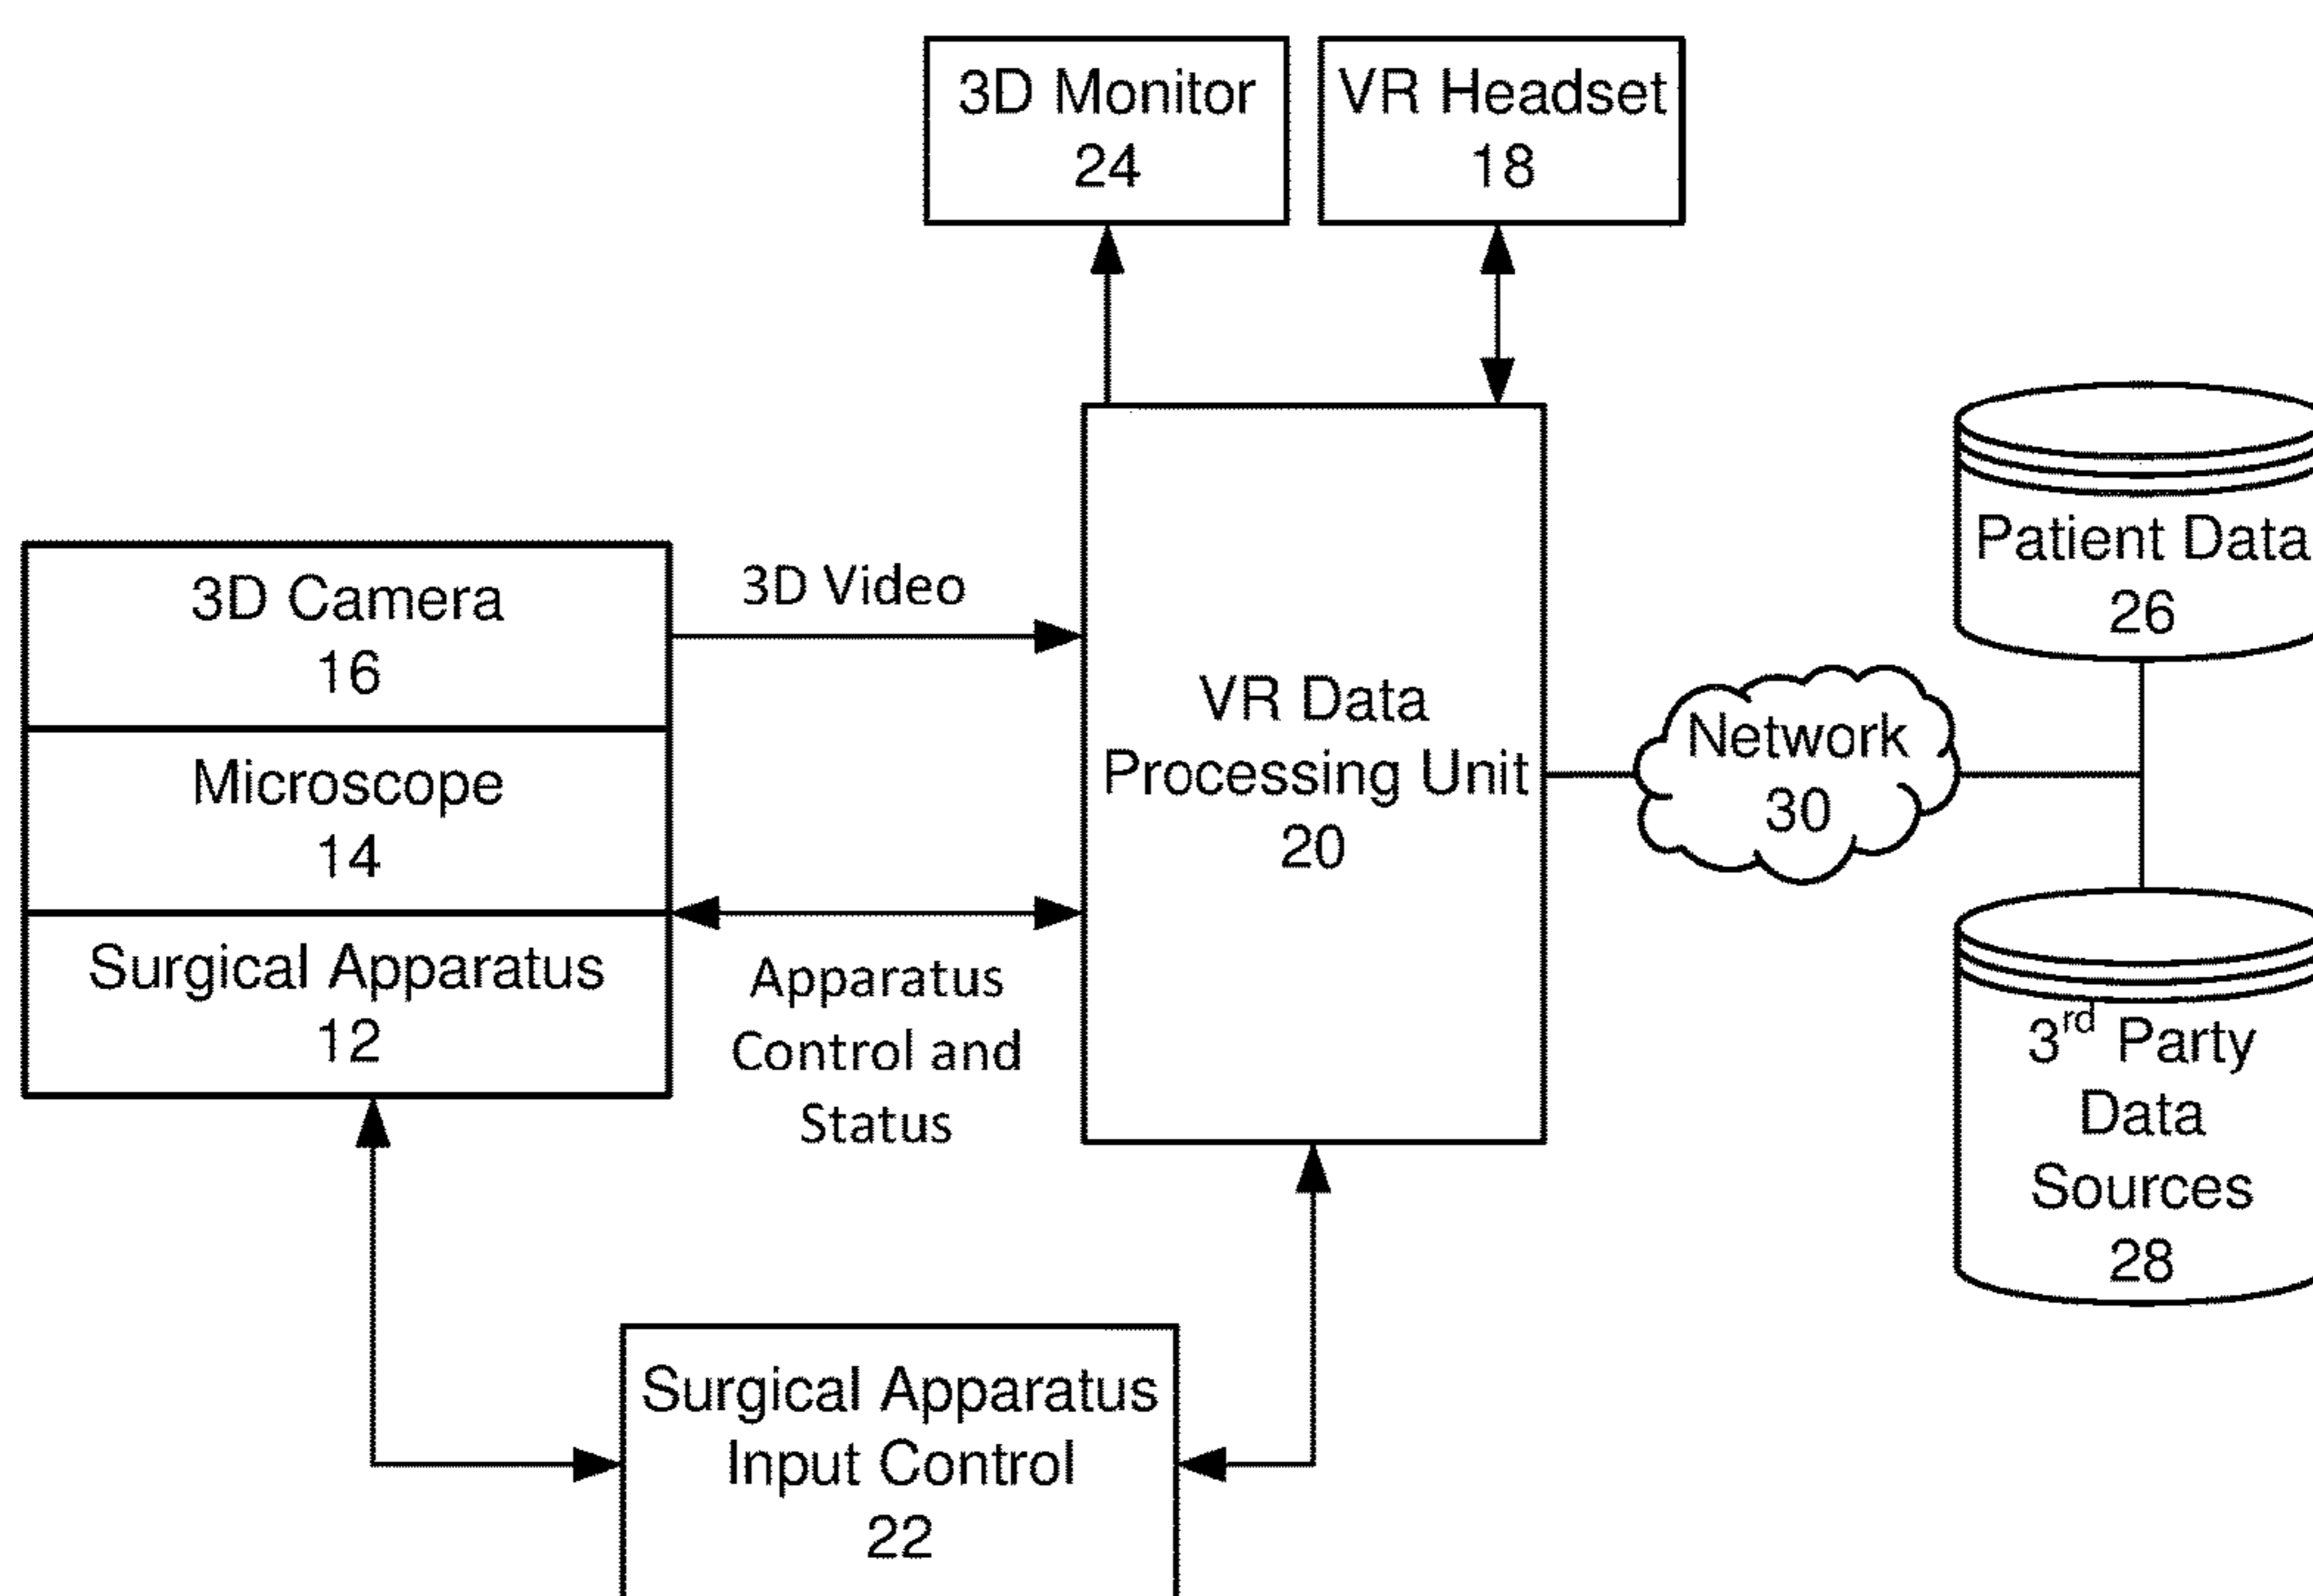 3D Monitor
24
VR Headset
18
3D Camera
16
Microscope
14
Surgical Apparatus
12
3D Video
Apparatus
Control and
Status
VR Data
Processing Unit
20
Network
30
Patient Data
26
3rd Party
Data
Sources
28
Surgical Apparatus
Input Control
22